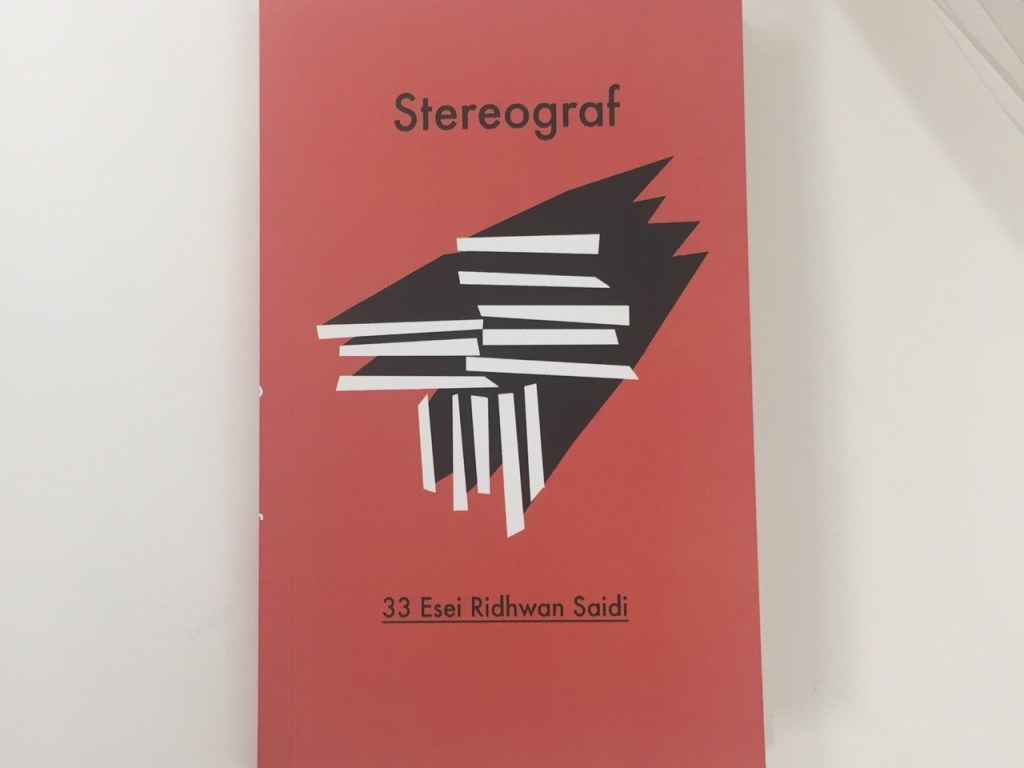 Stereograf
33 Esei Ridhwan Saidi